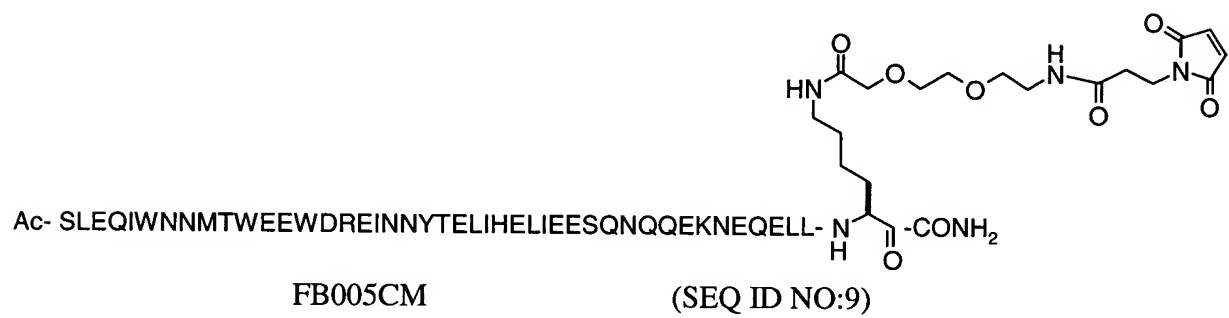 O
O
H
N
N
O
O
HN
O
O
O
Ac- SLEQIWNNMTWEEWDREINNYTELIHELIEESQNQQEKNEQELL- N
H
O
-CONH₂
FB005CM (SEQ ID NO:9)